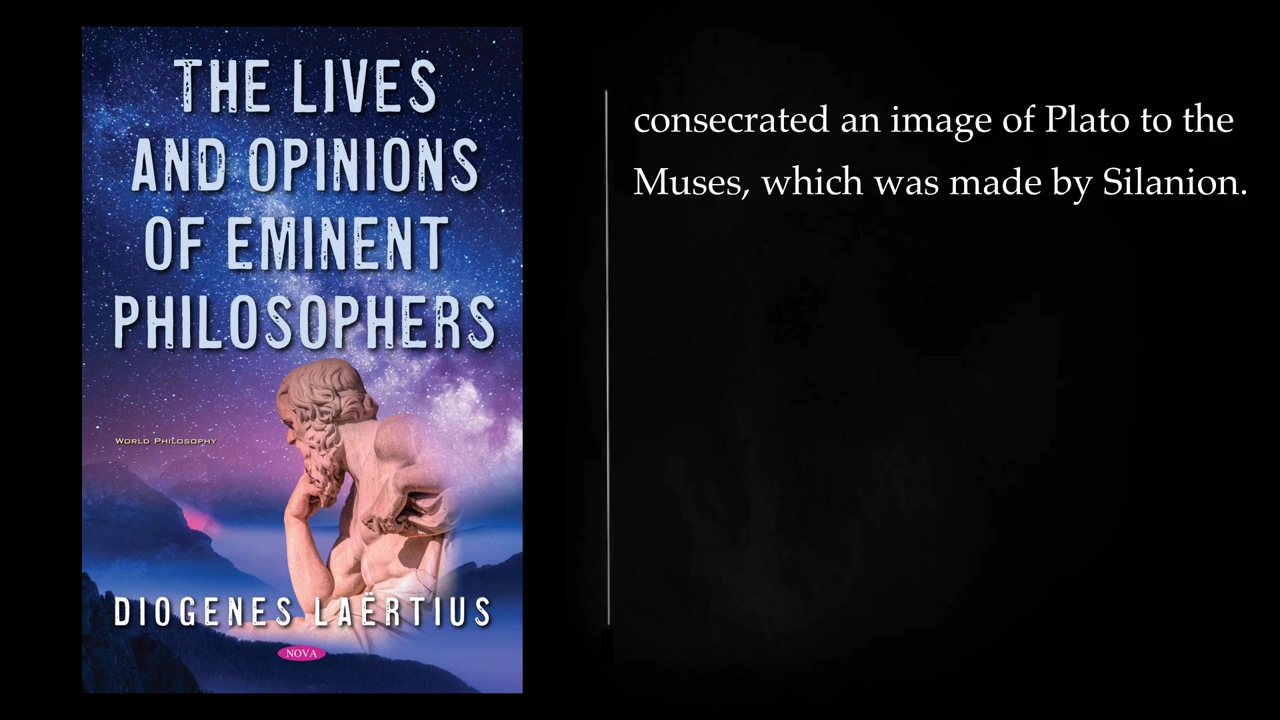 THE LIVES
AND OPINIONS
OF EMINENT
PHILOSOPHERS
WORLD PHILOSOPHY
DIOGENES LAËRTIUS
NOVA
consecrated an image of Plato to the
Muses, which was made by Silanion.